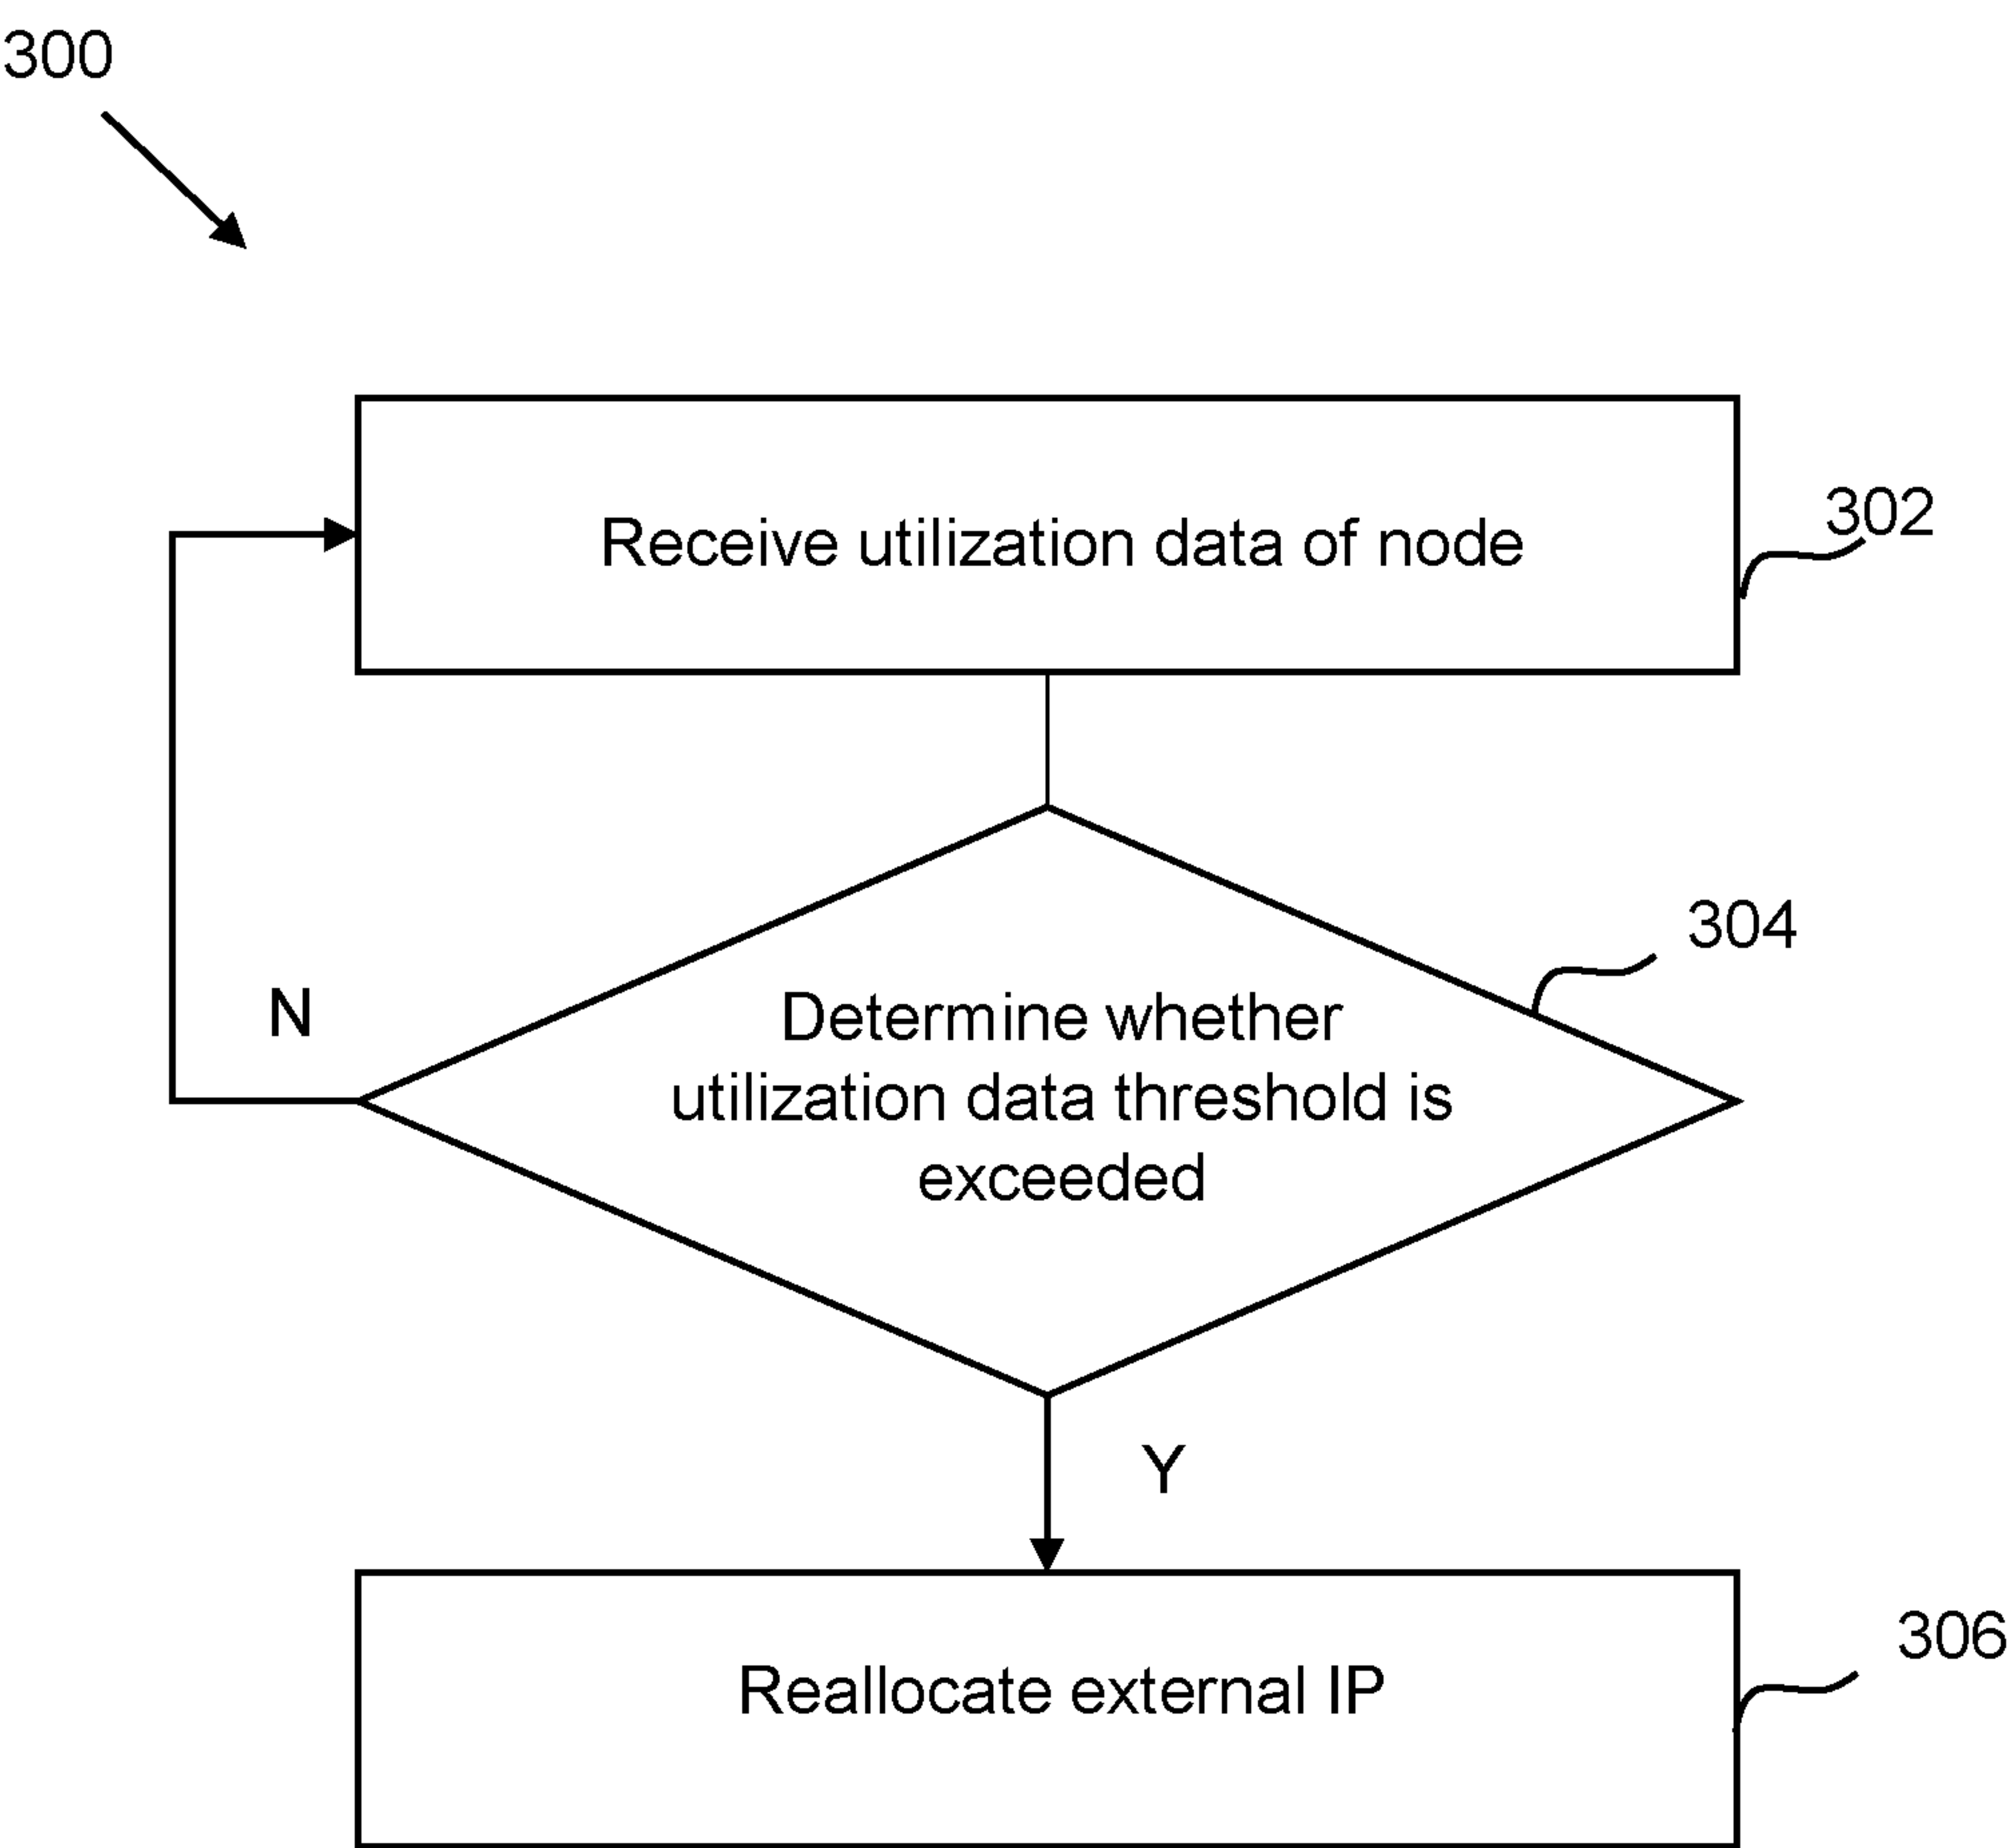 300
Receive utilization data of node
302
304
N
Determine whether
utilization data threshold is
exceeded
Y
306
Reallocate external IP